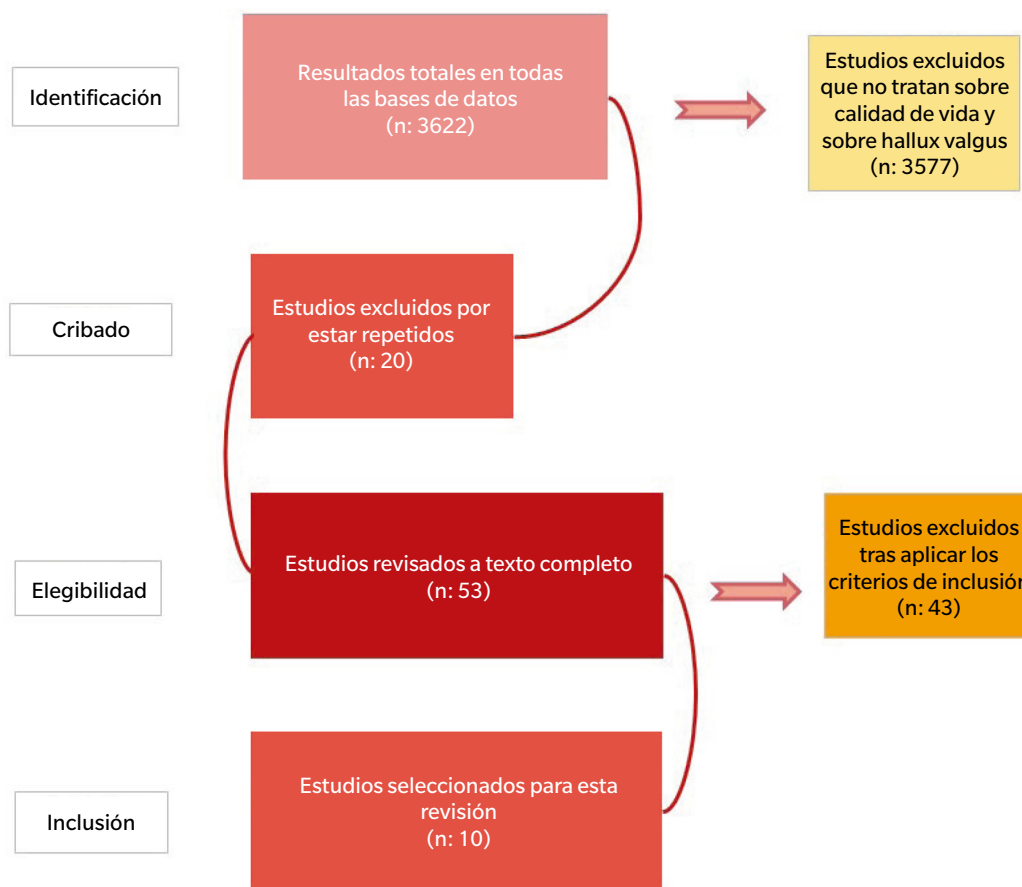 Identificación
Resultados totales en todas
las bases de datos
(n: 3622)
Estudios excluidos
que no tratan sobre
calidad de vida y
sobre hallux valgus
(n: 3577)
Cribado
Estudios excluidos por
estar repetidos
(n: 20)
Elegibilidad
Estudios revisados a texto completo
(n: 53)
Estudios excluidos
tras aplicar los
criterios de inclusión
(n: 43)
Inclusión
Estudios seleccionados para esta
revisión
(n: 10)